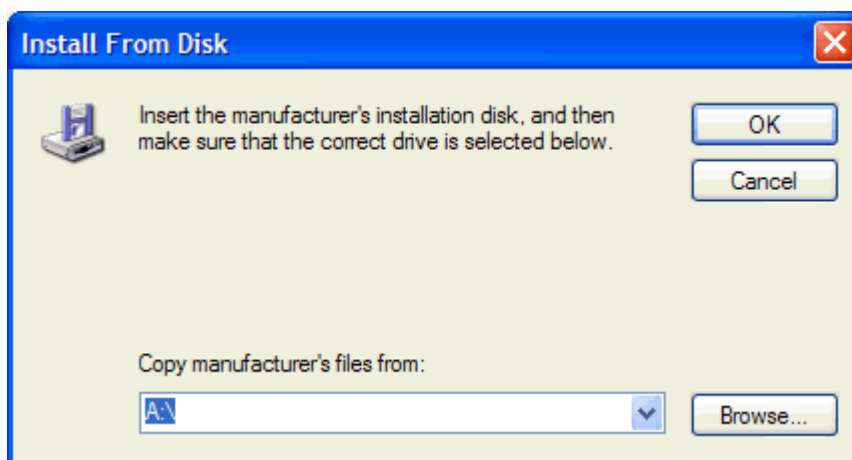 Install From Disk
Insert the manufacturer's installation disk, and then
make sure that the correct drive is selected below.
OK
Cancel
Copy manufacturer's files from:
A:\
Browse...